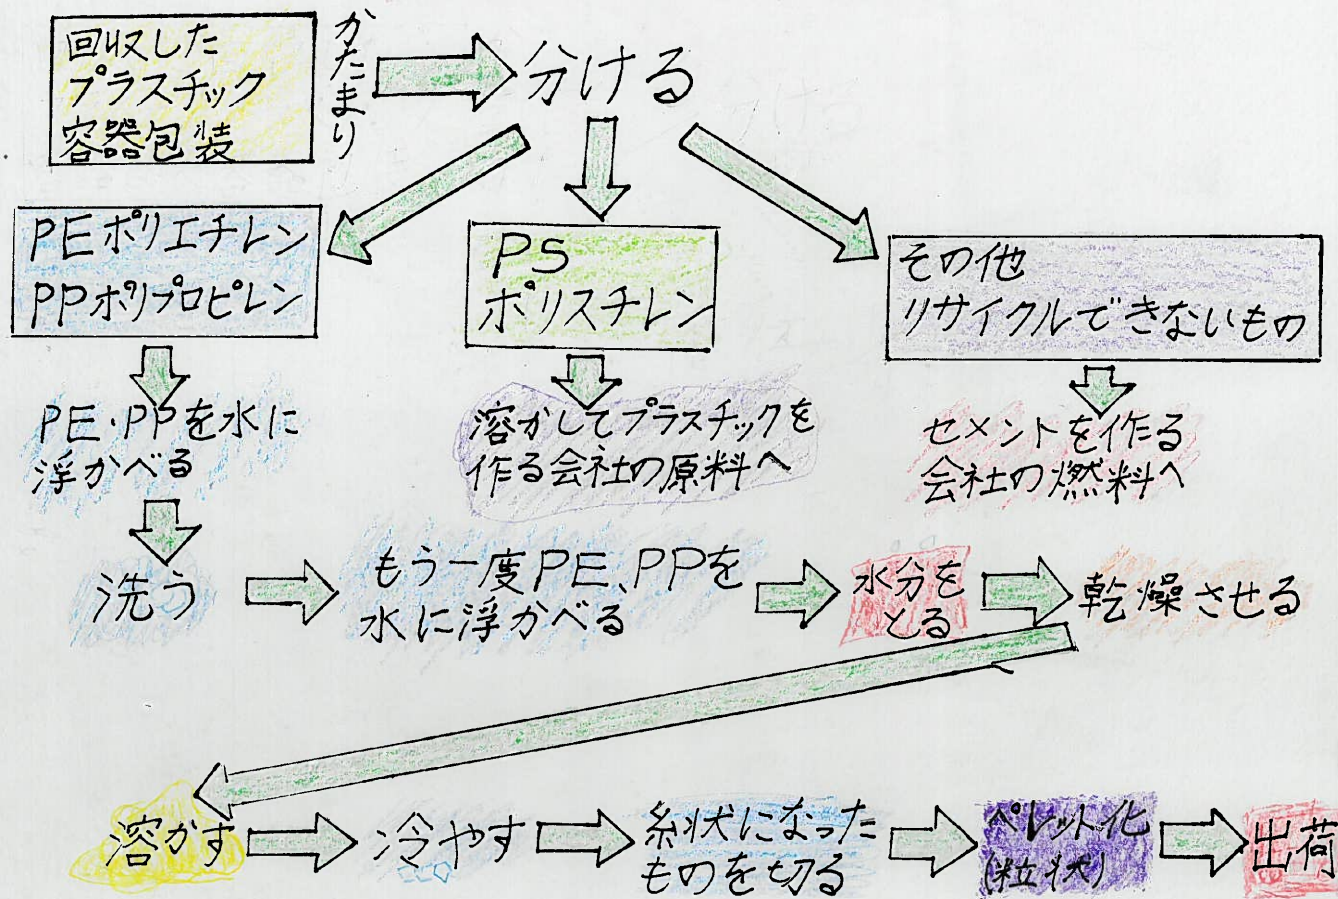 回収した
プラスチック
容器包装
かたまり
分ける
PEポリエチレン
PPポリプロピレン
PS
ポリスチレン
その他
リサイクルできないもの
PE・PPを水に
浮かべる
溶かしてプラスチックを
作る会社の原料へ
セメントを作る
会社の燃料へ
洗う
もう一度PE、PPを
水に浮かべる
水分を
とる
乾燥させる
溶かす
冷やす
糸状になった
ものを切る
ペレット化
(粒状)
出荷